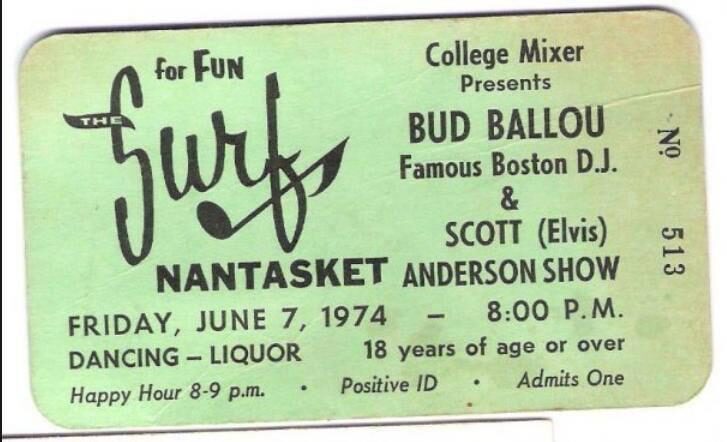 for FUN
THE
Surf
NANTASKET
College Mixer
Presents
BUD BALLOU
Famous Boston D.J.
&
SCOTT (Elvis)
ANDERSON SHOW
FRIDAY, JUNE 7, 1974 – 8:00 P.M.
DANCING – LIQUOR 18 years of age or over
Happy Hour 8-9 p.m. • Positive ID • Admits One
Nº 513